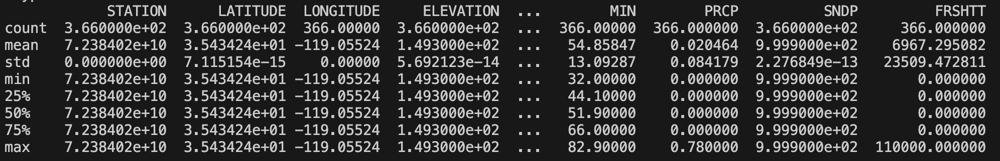 STATION LATITUDE LONGITUDE ELEVATION ... MIN PRCP SNDP FRSHTT
count 3.660000e+02 3.660000e+02 366.00000 3.660000e+02 ... 366.00000 366.000000 3.660000e+02 366.000000
mean 7.238402e+10 3.543424e+01 -119.05524 1.493000e+02 ... 54.85847 0.020464 9.999000e+02 6967.295082
std 0.000000e+00 7.115154e-15 0.00000 5.692123e-14 ... 13.09287 0.084179 2.276849e-13 23509.472811
min 7.238402e+10 3.543424e+01 -119.05524 1.493000e+02 ... 32.00000 0.000000 9.999000e+02 0.000000
25% 7.238402e+10 3.543424e+01 -119.05524 1.493000e+02 ... 44.10000 0.000000 9.999000e+02 0.000000
50% 7.238402e+10 3.543424e+01 -119.05524 1.493000e+02 ... 51.90000 0.000000 9.999000e+02 0.000000
75% 7.238402e+10 3.543424e+01 -119.05524 1.493000e+02 ... 66.00000 0.000000 9.999000e+02 0.000000
max 7.238402e+10 3.543424e+01 -119.05524 1.493000e+02 ... 82.90000 0.780000 9.999000e+02 110000.000000